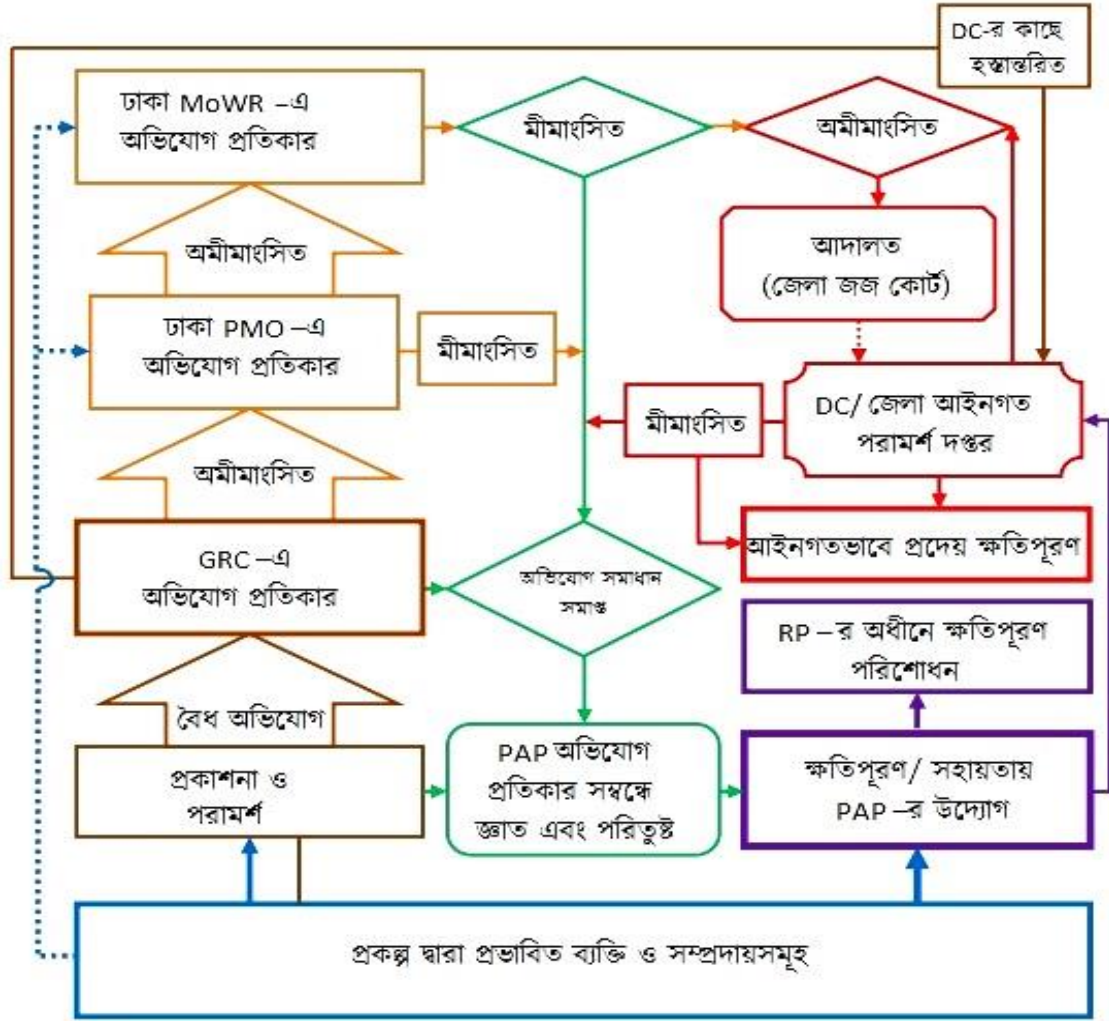 DC-র কাছে
হস্তান্তরিত
ঢাকা MoWR –এ
অভিযোগ প্রতিকার
মীমাংসিত
অমীমাংসিত
আদালত
(জেলা জজ কোর্ট)
অমীমাংসিত
ঢাকা PMO –এ
অভিযোগ প্রতিকার
মীমাংসিত
মীমাংসিত
DC/ জেলা আইনগত
পরামর্শ দপ্তর
অমীমাংসিত
আইনগতভাবে প্রদেয় ক্ষতিপূরণ
GRC –এ
অভিযোগ প্রতিকার
অভিযোগ সমাধান
সমাপ্ত
RP – র অধীনে ক্ষতিপূরণ
পরিশোধন
বৈধ অভিযোগ
প্রকাশনা ও
পরামর্শ
PAP অভিযোগ
প্রতিকার সম্বন্ধে
জ্ঞাত এবং পরিতুষ্ট
ক্ষতিপূরণ/ সহায়তায়
PAP –র উদ্যোগ
প্রকল্প দ্বারা প্রভাবিত ব্যক্তি ও সম্প্রদায়সমূহ